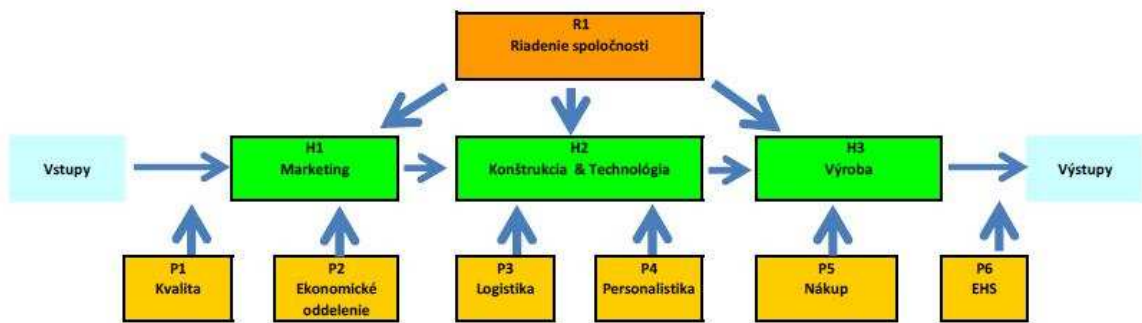 R1
Riadenie spoločnosti
Vstupy
H1
Marketing
H2
Konštrukcia & Technológia
H3
Výroba
Výstupy
P1
Kvalita
P2
Ekonomické
oddelenie
P3
Logistika
P4
Personalistika
P5
Nákup
P6
EHS